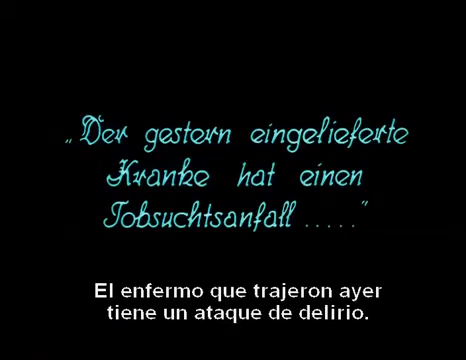 „Der gestern eingelieferte
Kranke hat einen
Tobsuchtsanfall ....."
El enfermo que trajeron ayer
tiene un ataque de delirio.